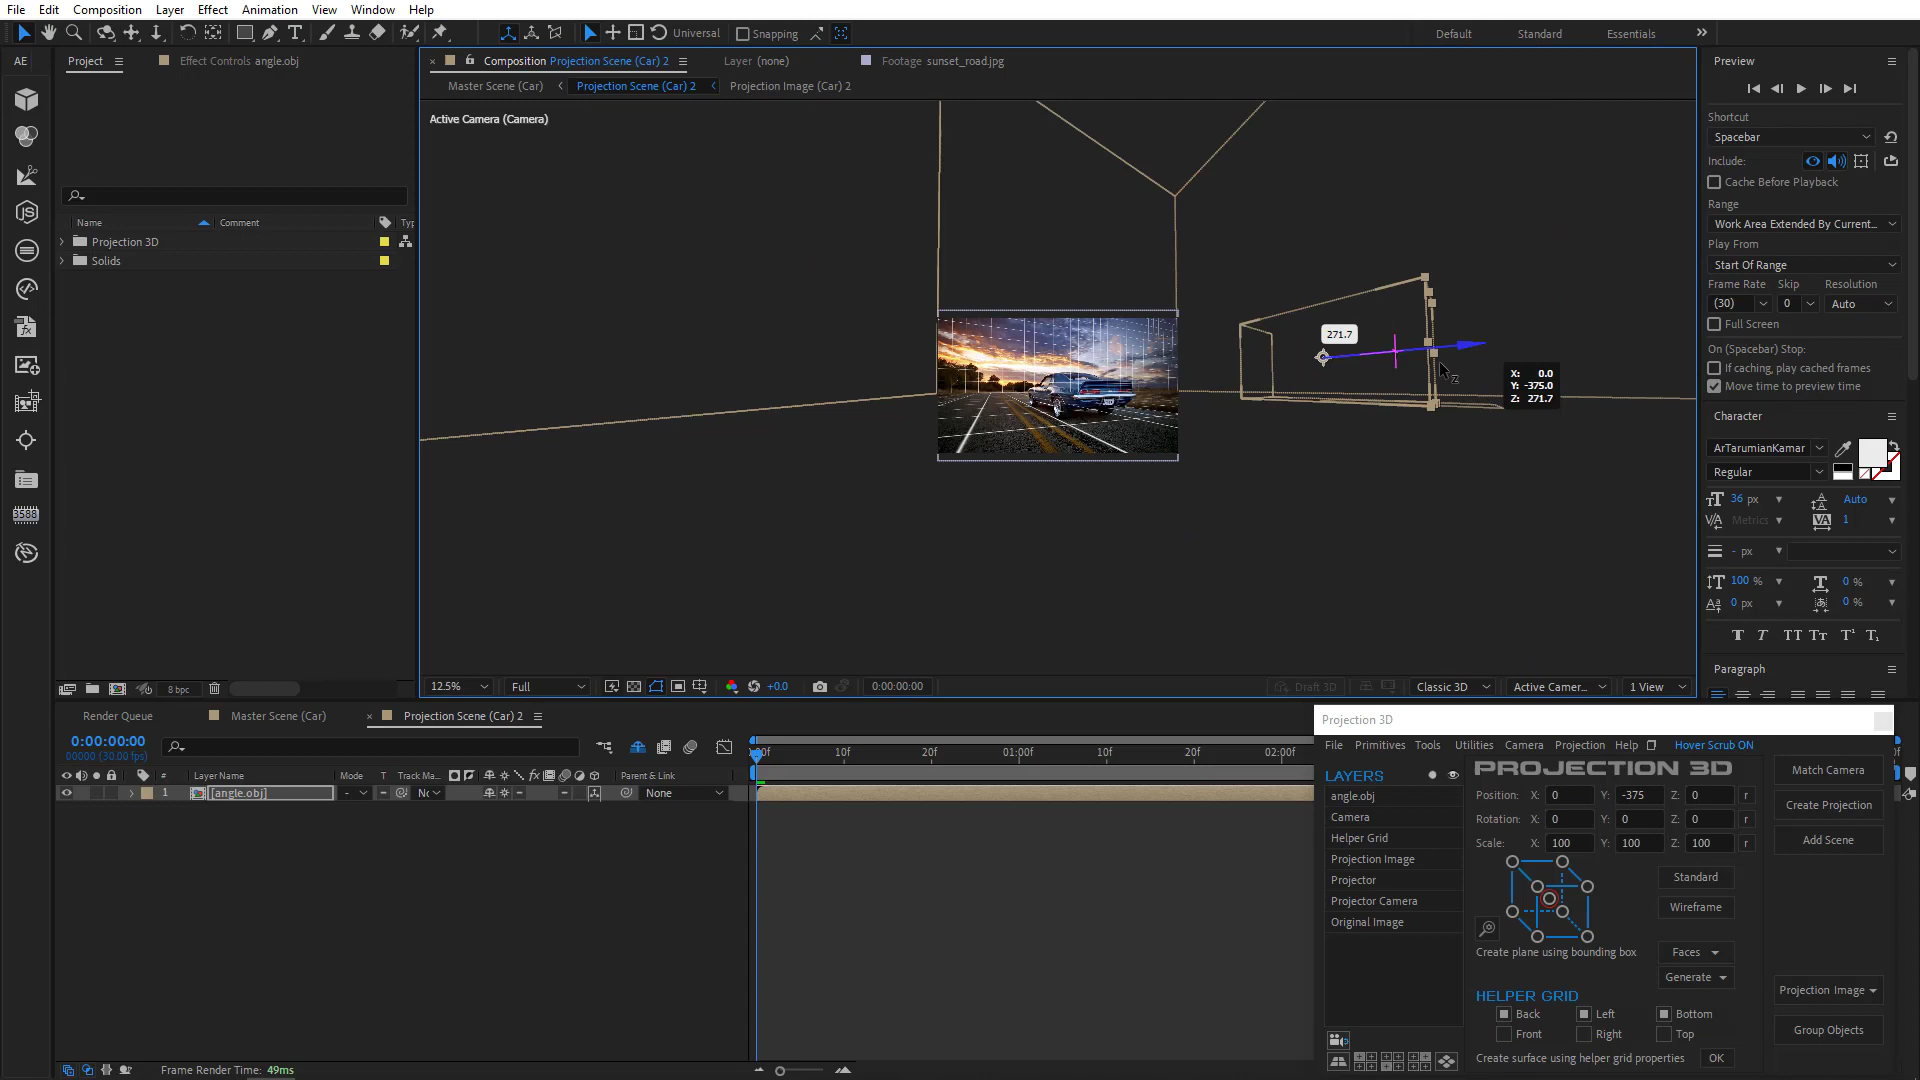 File Edit Composition Layer Effect Animation View Window Help
Universal Snapping Default Standard Essentials
AE Project Effect Controls angle.obj
Composition Projection Scene (Car) 2 Layer (none) Footage sunset_road.jpg
Master Scene (Car) Projection Scene (Car) 2 Projection Image (Car) 2
Active Camera (Camera)
Name Comment Typ
Projection 3D
Solids
271.7
X: 0.0
Y: -375.0
Z: 271.7
Preview
Shortcut
Spacebar
Include:
Cache Before Playback
Range
Work Area Extended By Current...
Play From
Start Of Range
Frame Rate Skip Resolution
(30) 0 Auto
Full Screen
On (Spacebar) Stop:
If caching, play cached frames
Move time to preview time
Character
ArTarumianKamar
Regular
36 px Auto
Metrics 1
- px
100 % 0 %
0 px 0 %
Paragraph
8 bpc
12.5% Full +0.0 0:00:00:00 Draft 3D Classic 3D Active Camer... 1 View
Render Queue Master Scene (Car) Projection Scene (Car) 2
0:00:00:00
00000 (30.00 fps)
# Layer Name Mode T Track Ma... Parent & Link
1 [angle.obj] - None
10f 20f 01:00f 10f 20f 02:00f
Frame Render Time: 49ms
3588
Projection 3D
File Primitives Tools Utilities Camera Projection Help Hover Scrub ON
LAYERS
angle.obj
Camera
Helper Grid
Projection Image
Projector
Projector Camera
Original Image
PROJECTION 3D
Position: X: 0 Y: -375 Z: 0 r
Rotation: X: 0 Y: 0 Z: 0 r
Scale: X: 100 Y: 100 Z: 100 r
Standard
Wireframe
Create plane using bounding box
Faces
Generate
HELPER GRID
Back Left Bottom
Front Right Top
Create surface using helper grid properties OK
Match Camera
Create Projection
Add Scene
Projection Image
Group Objects